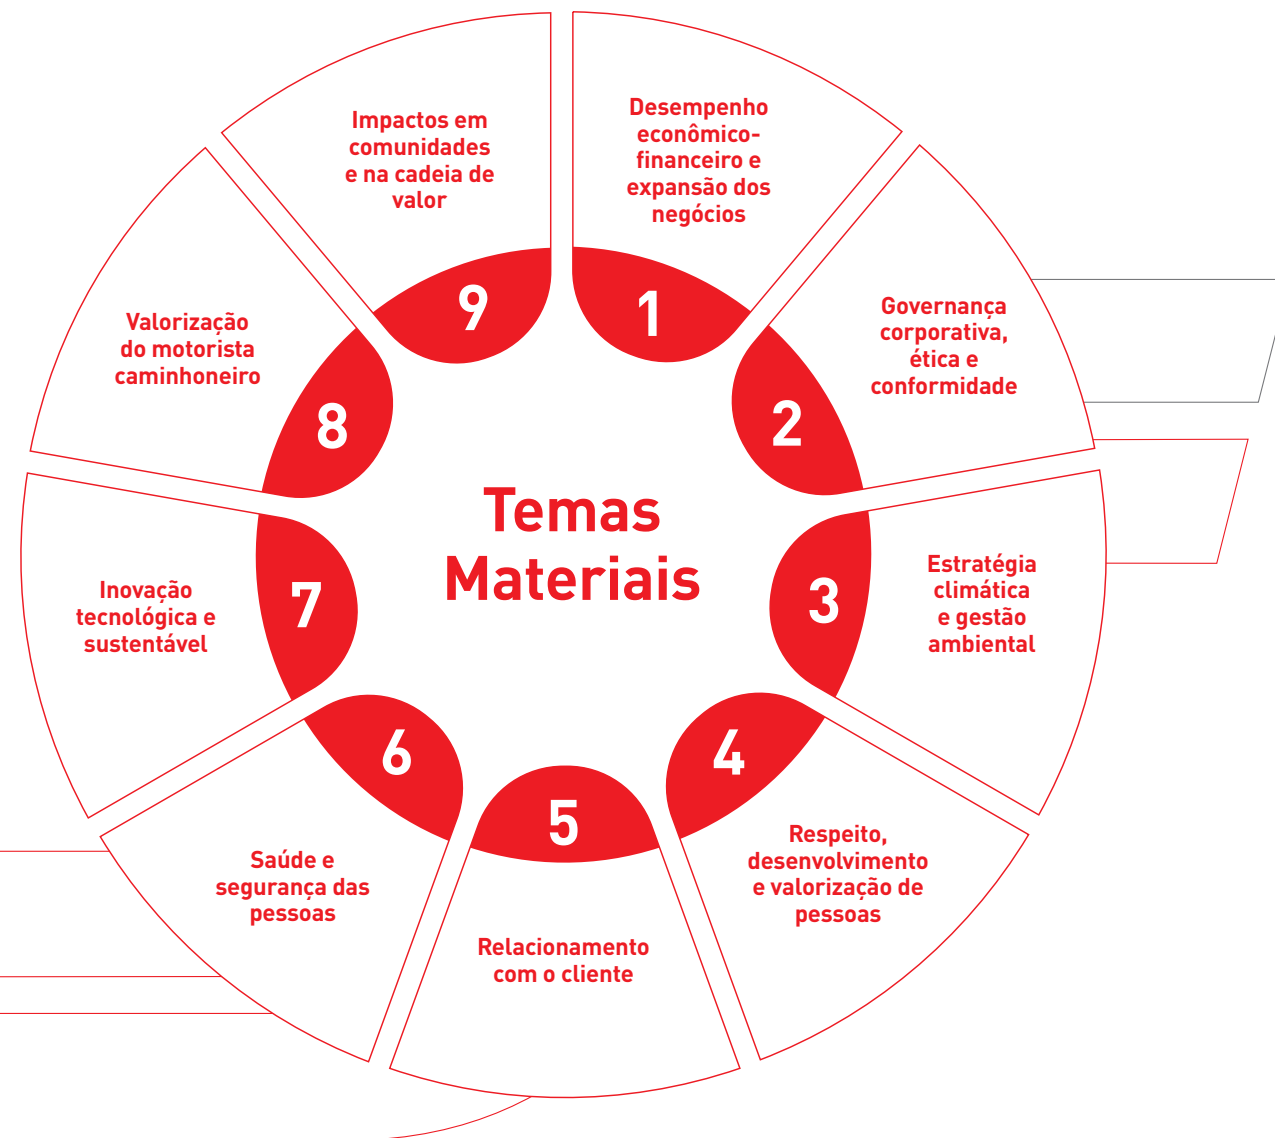 Temas
Materiais
1
Desempenho
econômico-
financeiro e
expansão dos
negócios
2
Governança
corporativa,
ética e
conformidade
3
Estratégia
climática
e gestão
ambiental
4
Respeito,
desenvolvimento
e valorização de
pessoas
5
Relacionamento
com o cliente
6
Saúde e
segurança das
pessoas
7
Inovação
tecnológica e
sustentável
8
Valorização
do motorista
caminhoneiro
9
Impactos em
comunidades
e na cadeia de
valor